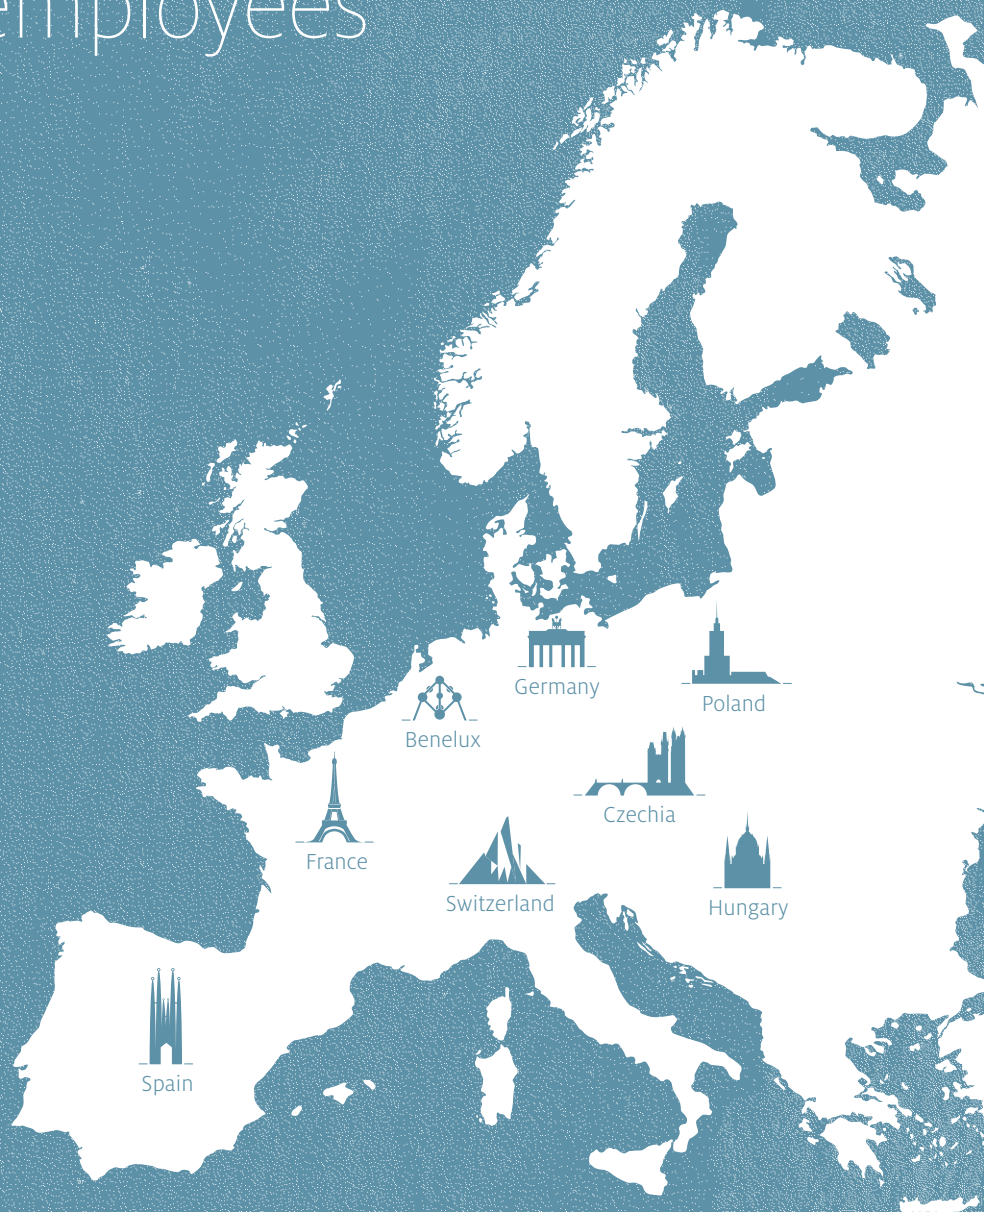 employees
Germany
Poland
Benelux
Czechia
France
Switzerland
Hungary
Spain